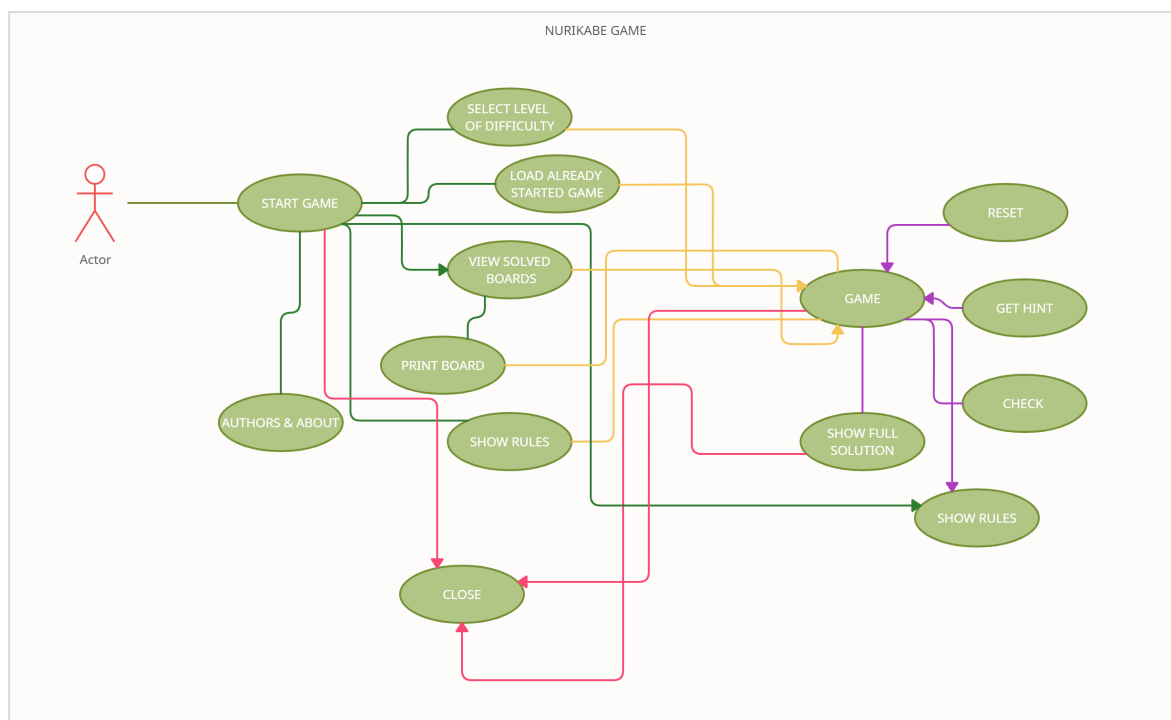 NURIKABE GAME
SELECT LEVEL
OF DIFFICULTY
LOAD ALREADY
STARTED GAME
START GAME
RESET
Actor
VIEW SOLVED
BOARDS
GAME
GET HINT
PRINT BOARD
CHECK
AUTHORS & ABOUT
SHOW RULES
SHOW FULL
SOLUTION
SHOW RULES
CLOSE